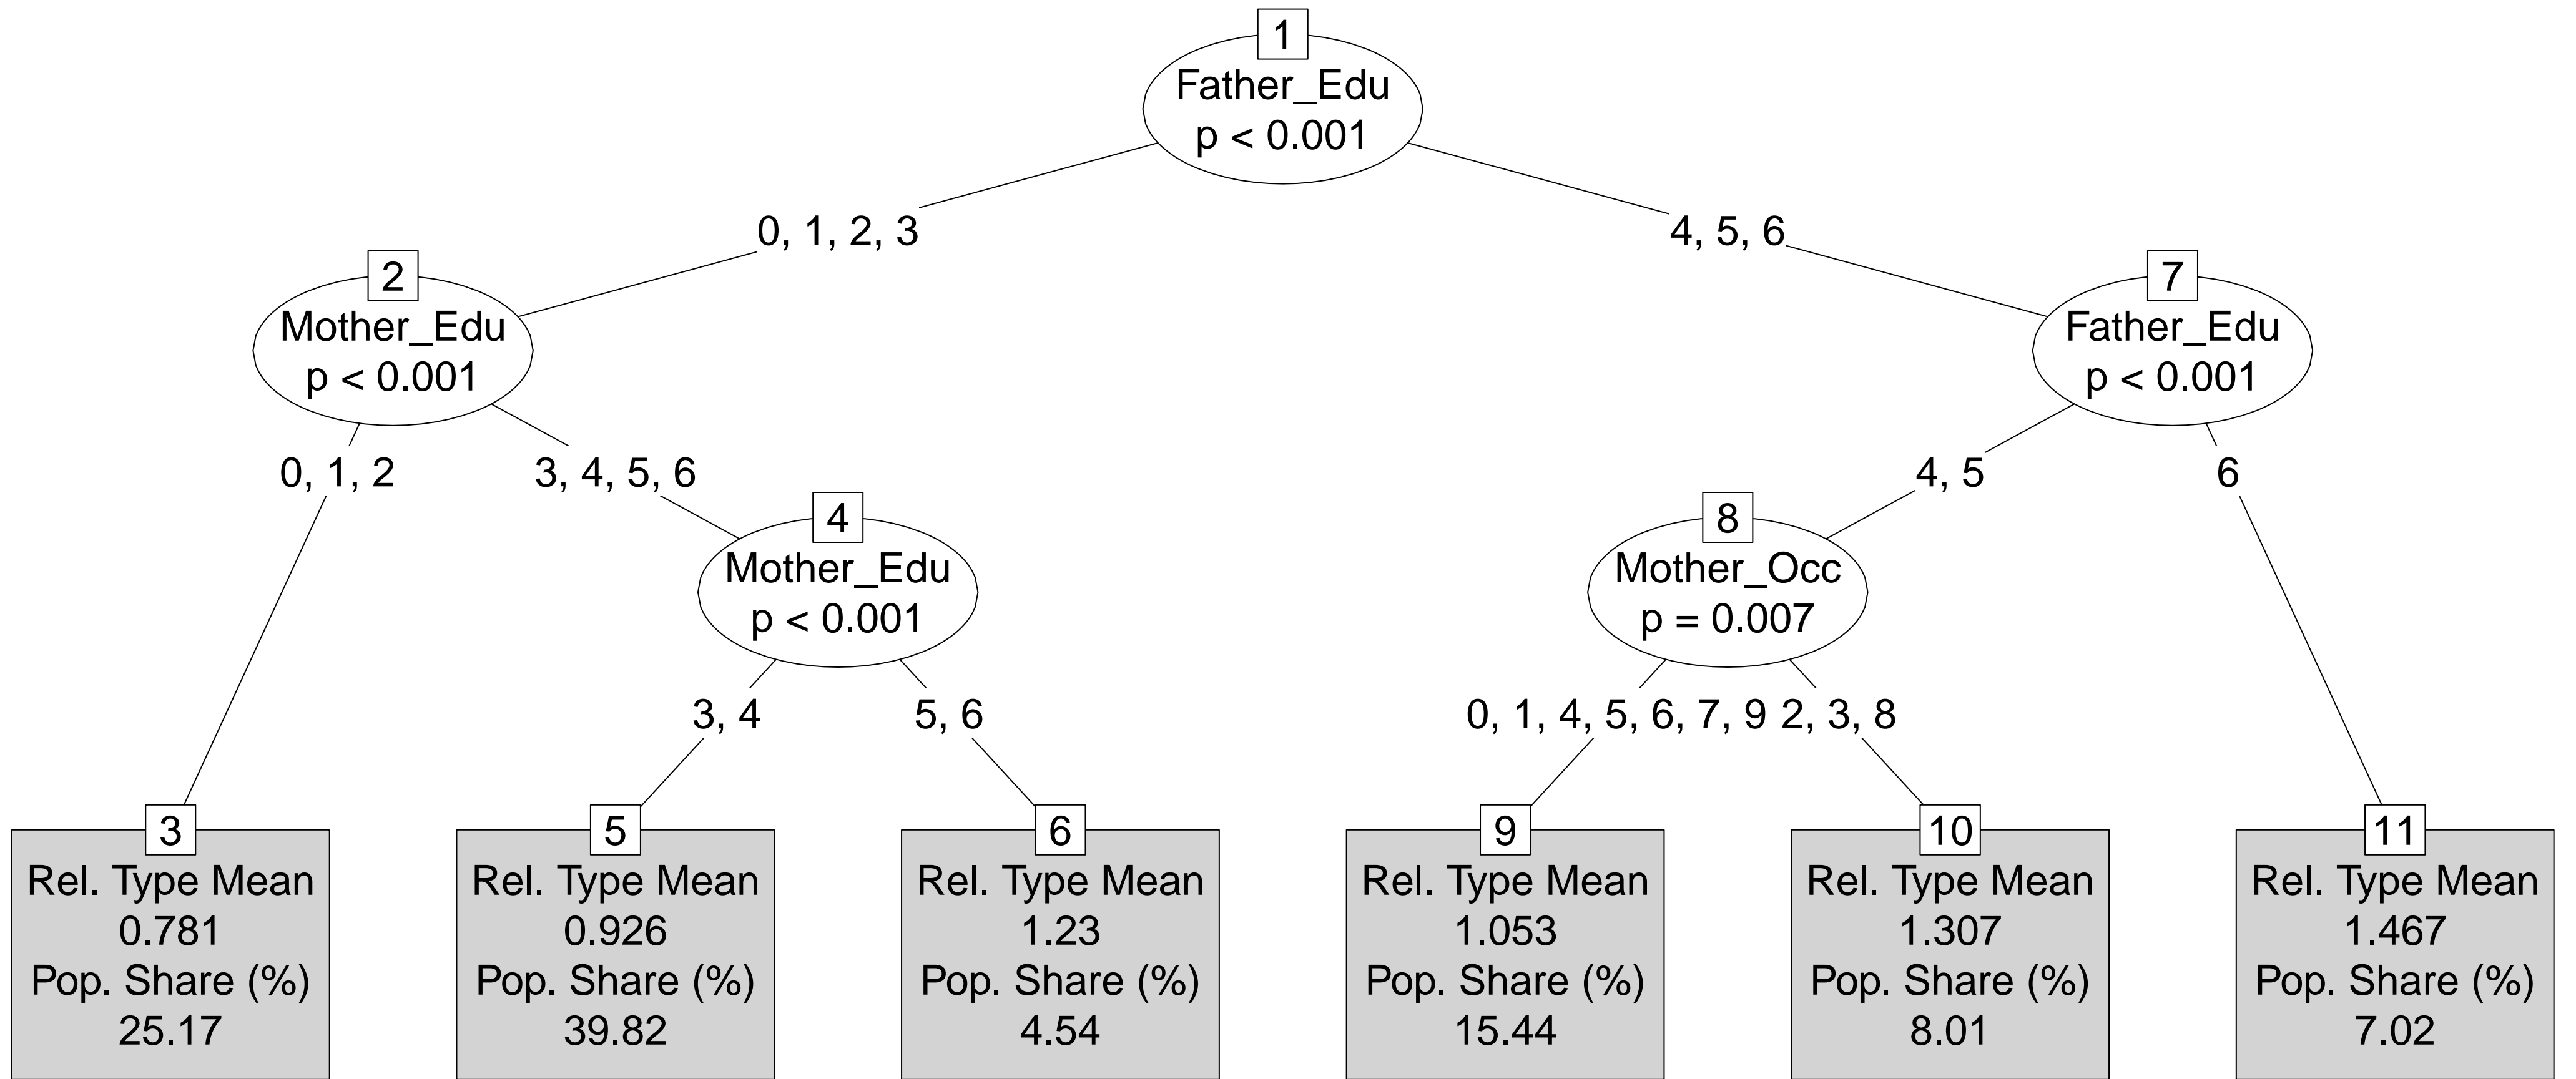 1
Father_Edu
p < 0.001
0, 1, 2, 3
4, 5, 6
2
Mother_Edu
p < 0.001
7
Father_Edu
p < 0.001
0, 1, 2
3, 4, 5, 6
4, 5
6
4
Mother_Edu
p < 0.001
8
Mother_Occ
p = 0.007
3, 4
5, 6
0, 1, 4, 5, 6, 7, 9
2, 3, 8
3
Rel. Type Mean
0.781
Pop. Share (%)
25.17
5
Rel. Type Mean
0.926
Pop. Share (%)
39.82
6
Rel. Type Mean
1.23
Pop. Share (%)
4.54
9
Rel. Type Mean
1.053
Pop. Share (%)
15.44
10
Rel. Type Mean
1.307
Pop. Share (%)
8.01
11
Rel. Type Mean
1.467
Pop. Share (%)
7.02